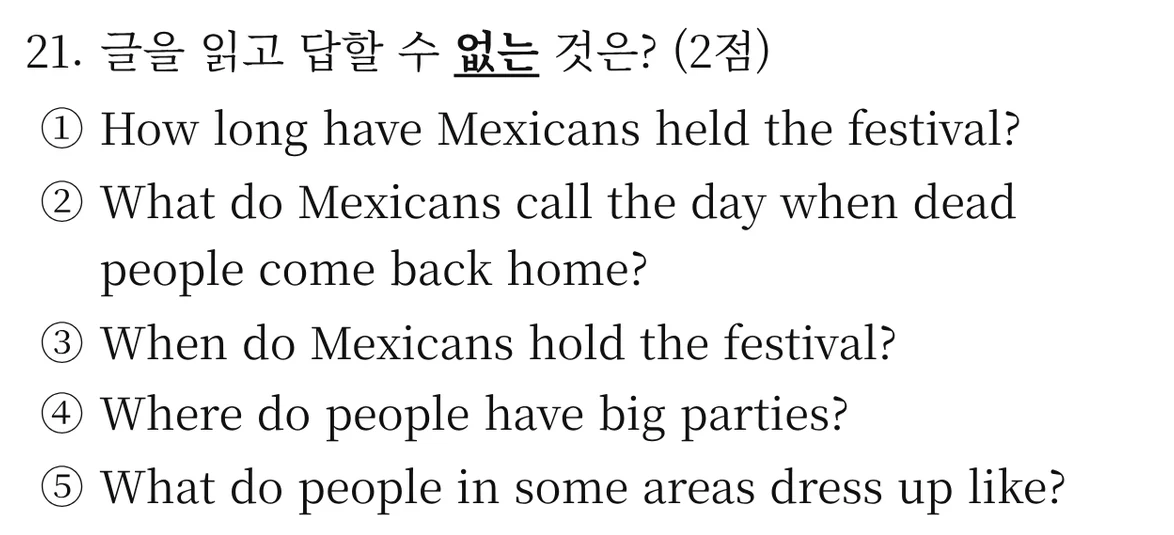 21. 글을 읽고 답할 수 없는 것은? (2점)
① How long have Mexicans held the festival?
② What do Mexicans call the day when dead
people come back home?
③ When do Mexicans hold the festival?
④ Where do people have big parties?
⑤ What do people in some areas dress up like?